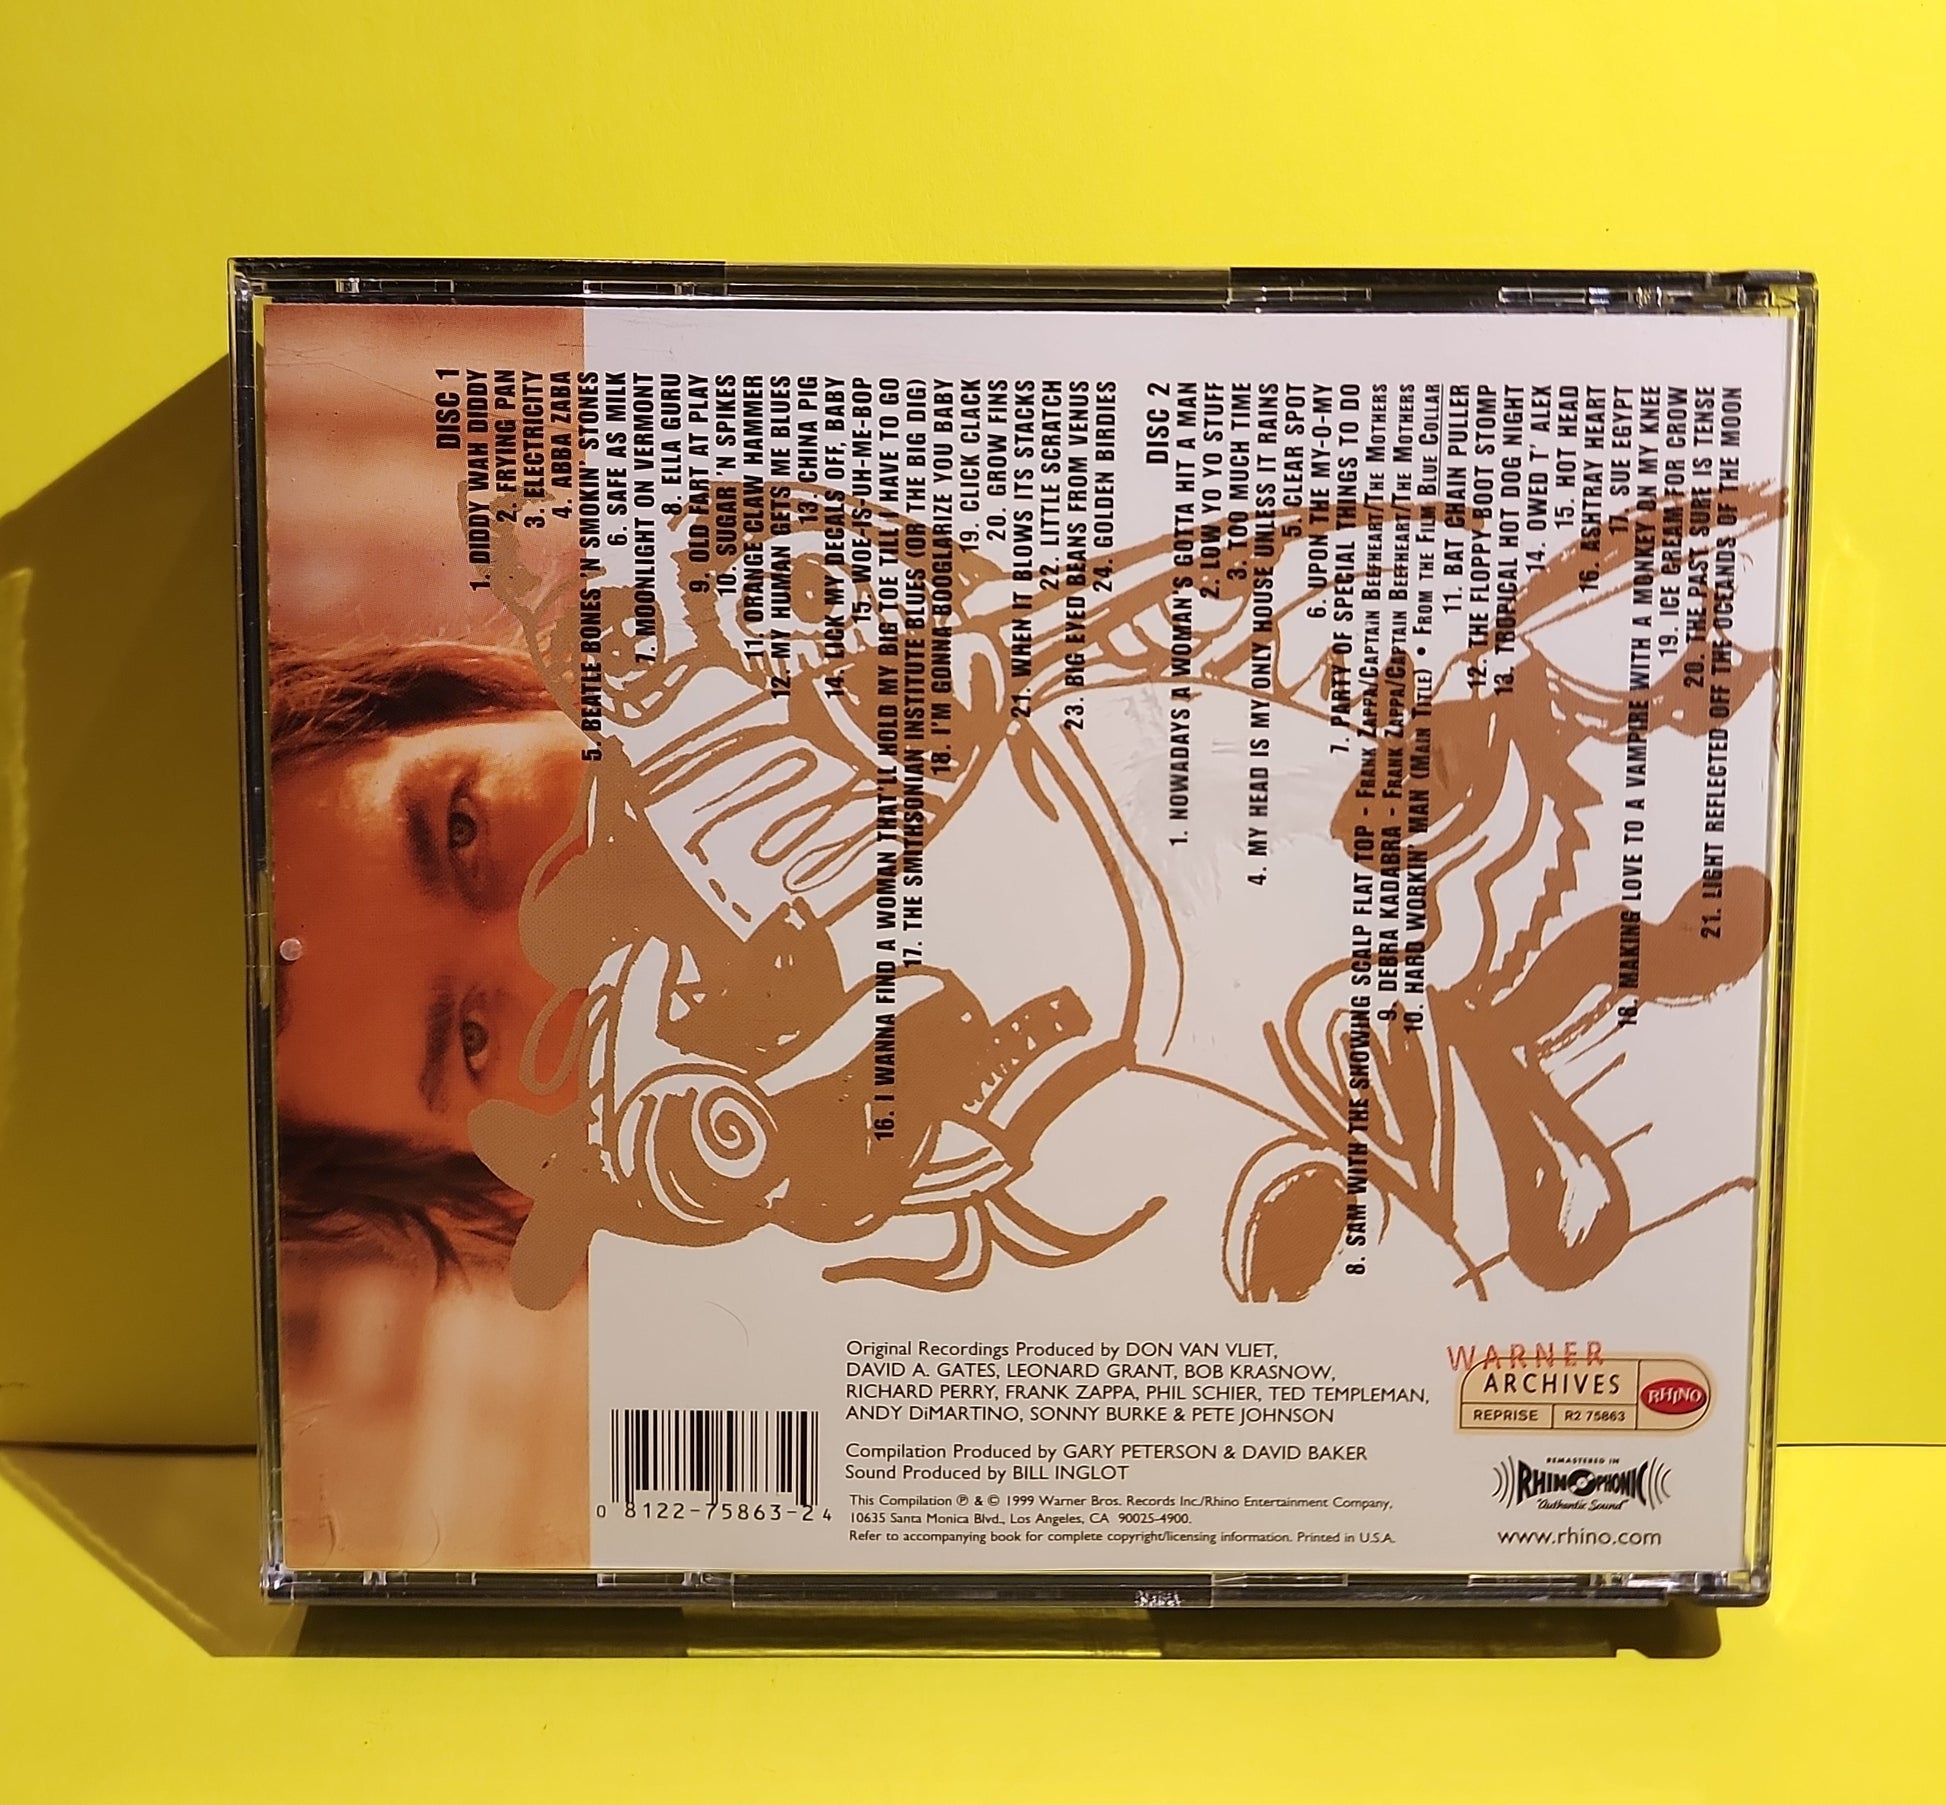 DISC 1
1. DIDDY WAH DIDDY
2. FRYING PAN
3. ELECTRICITY
4. ABBA ZABA
5. BEATLE BONES 'N SMOKIN' STONES
6. SAFE AS MILK
7. MOONLIGHT ON VERMONT
8. ELLA GURU
9. OLD FART AT PLAY
10. SUGAR 'N SPIKES
11. ORANGE CLAW HAMMER
12. MY HUMAN GETS ME BLUES
13. CHINA PIG
14. LICK MY DECALS OFF, BABY
15. WOE-IS-UH-ME-BOP
16. I WANNA FIND A WOMAN THAT'LL HOLD MY BIG TOE TILL I HAVE TO GO
17. THE SMITHSONIAN INSTITUTE BLUES (OR THE BIG DIG)
18. I'M GONNA BOOGLARIZE YOU BABY
19. CLICK CLACK
20. GROW FINS
21. WHEN IT BLOWS ITS STACKS
22. LITTLE SCRATCH
23. BIG EYED BEANS FROM VENUS
24. GOLDEN BIRDIES
DISC 2
1. NOWADAYS A WOMAN'S GOTTA HIT A MAN
2. LOW YO YO STUFF
3. TOO MUCH TIME
4. MY HEAD IS MY ONLY HOUSE UNLESS IT RAINS
5. CLEAR SPOT
6. UPON THE MY-O-MY
7. PARTY OF SPECIAL THINGS TO DO
8. SAM WITH THE SHOWING SCALP FLAT TOP - FRANK ZAPPA/CAPTAIN BEEFHEART/THE MOTHERS
9. DEBRA KADABRA - FRANK ZAPPA/CAPTAIN BEEFHEART/THE MOTHERS
10. HARD WORKIN' MAN (MAIN TITLE) • FROM THE FILM BLUE COLLAR
11. BAT CHAIN PULLER
12. THE FLOPPY BOOT STOMP
13. TROPICAL HOT DOG NIGHT
14. OWED T' ALEX
15. HOT HEAD
16. ASHTRAY HEART
17. SUE EGYPT
18. MAKING LOVE TO A VAMPIRE WITH A MONKEY ON MY KNEE
19. ICE CREAM FOR CROW
20. THE PAST SURE IS TENSE
21. LIGHT REFLECTED OFF THE OCEANDS OF THE MOON
Original Recordings Produced by DON VAN VLIET,
DAVID A. GATES, LEONARD GRANT, BOB KRASNOW,
RICHARD PERRY, FRANK ZAPPA, PHIL SCHIER, TED TEMPLEMAN,
ANDY DiMARTINO, SONNY BURKE & PETE JOHNSON
Compilation Produced by GARY PETERSON & DAVID BAKER
Sound Produced by BILL INGLOT
This Compilation ℗ & © 1999 Warner Bros. Records Inc./Rhino Entertainment Company,
10635 Santa Monica Blvd., Los Angeles, CA 90025-4900.
Refer to accompanying book for complete copyright/licensing information. Printed in U.S.A.
0 8122-75863-2 4
WARNER
ARCHIVES
RHINO
REPRISE R2 75863
REMASTERED IN
RHINOPHONIC
"Authentic Sound"
www.rhino.com